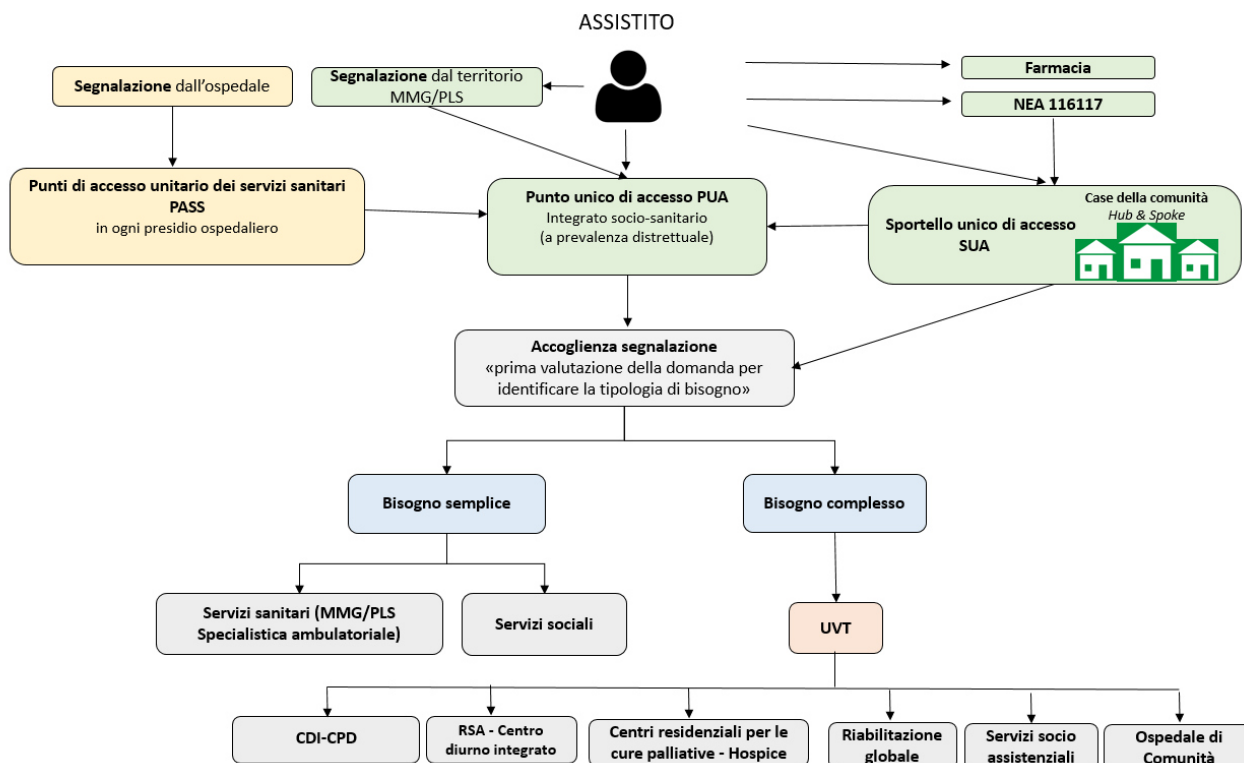 ASSISTITO
Segnalazione dall'ospedale
Segnalazione dal territorio
MMG/PLS
Farmacia
NEA 116117
Punti di accesso unitario dei servizi sanitari
PASS
in ogni presidio ospedaliero
Punto unico di accesso PUA
Integrato socio-sanitario
(a prevalenza distrettuale)
Case della comunità
Hub & Spoke
Sportello unico di accesso
SUA
Accoglienza segnalazione
«prima valutazione della domanda per
identificare la tipologia di bisogno»
Bisogno semplice
Bisogno complesso
Servizi sanitari (MMG/PLS
Specialistica ambulatoriale)
Servizi sociali
UVT
CDI-CPD
RSA - Centro
diurno integrato
Centri residenziali per le
cure palliative - Hospice
Riabilitazione
globale
Servizi socio
assistenziali
Ospedale di
Comunità